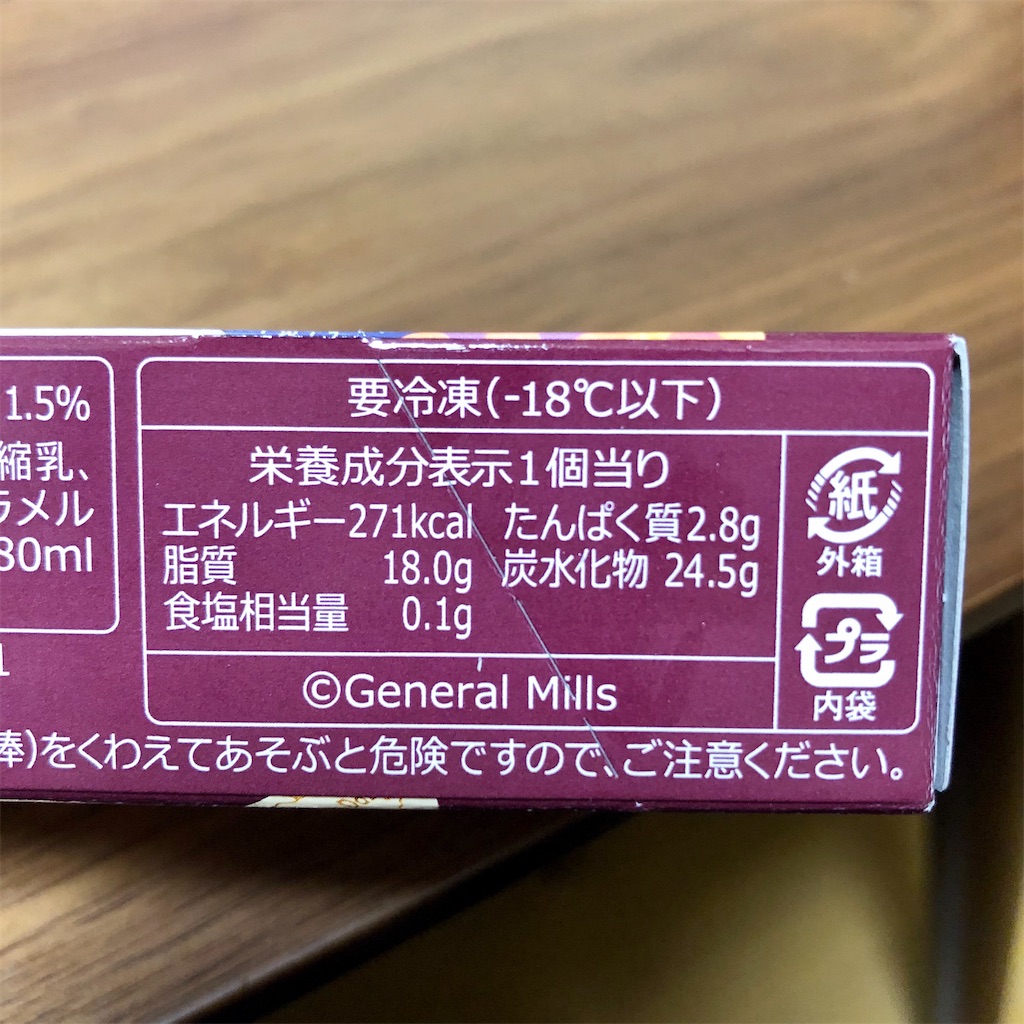 1.5%
縮乳、
ラメル
80ml
1
要冷凍(-18℃以下)
栄養成分表示1個当り
エネルギー271kcal たんぱく質2.8g
脂質 18.0g 炭水化物 24.5g
食塩相当量 0.1g
©General Mills
紙
外箱
プラ
内袋
棒)をくわえてあそぶと危険ですので、ご注意ください。